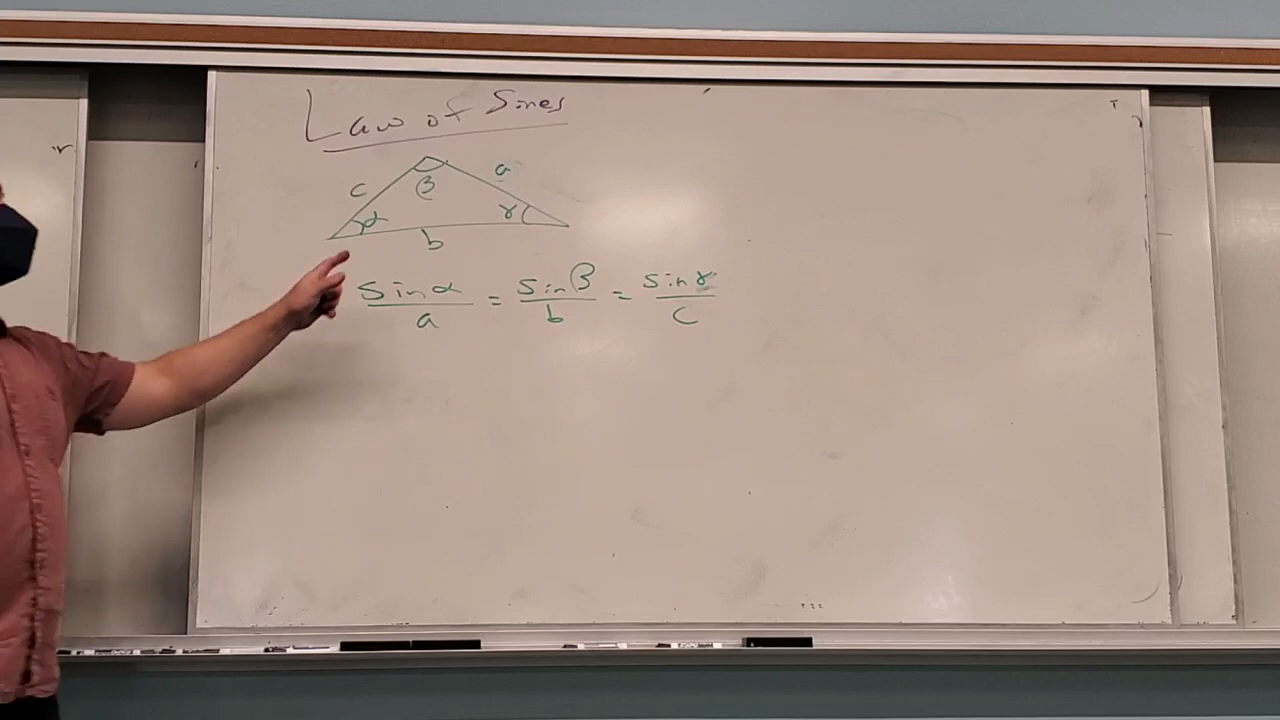 Law of Sines
c β a
α γ
b
sin α / a = sin β / b = sin γ / c